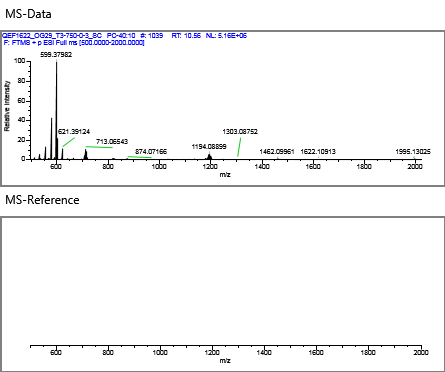 MS-Data
QEF1622_OG29_T3-750-0-3_8C PC-40:10 #: 1039 RT: 10.56 NL: 5.16E+06
F: FTMS + p ESI Full ms [500.0000-2000.0000]
599.37982
100
80
60
40
20
0
Relative Intensity
621.39124
713.06543
874.07166
1194.08899
1303.08752
1462.09961
1622.10913
1995.13025
600 800 1000 1200 1400 1600 1800 2000
m/z
MS-Reference
600 800 1000 1200 1400 1600 1800 2000
m/z